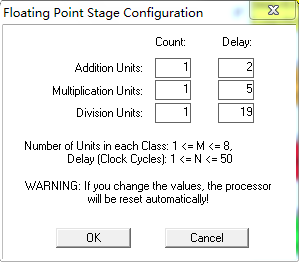 Floating Point Stage Configuration
Count: Delay:
Addition Units: 1 2
Multiplication Units: 1 5
Division Units: 1 19
Number of Units in each Class: 1 <= M <= 8,
Delay (Clock Cycles): 1 <= N <= 50
WARNING: If you change the values, the processor
will be reset automatically!
OK Cancel